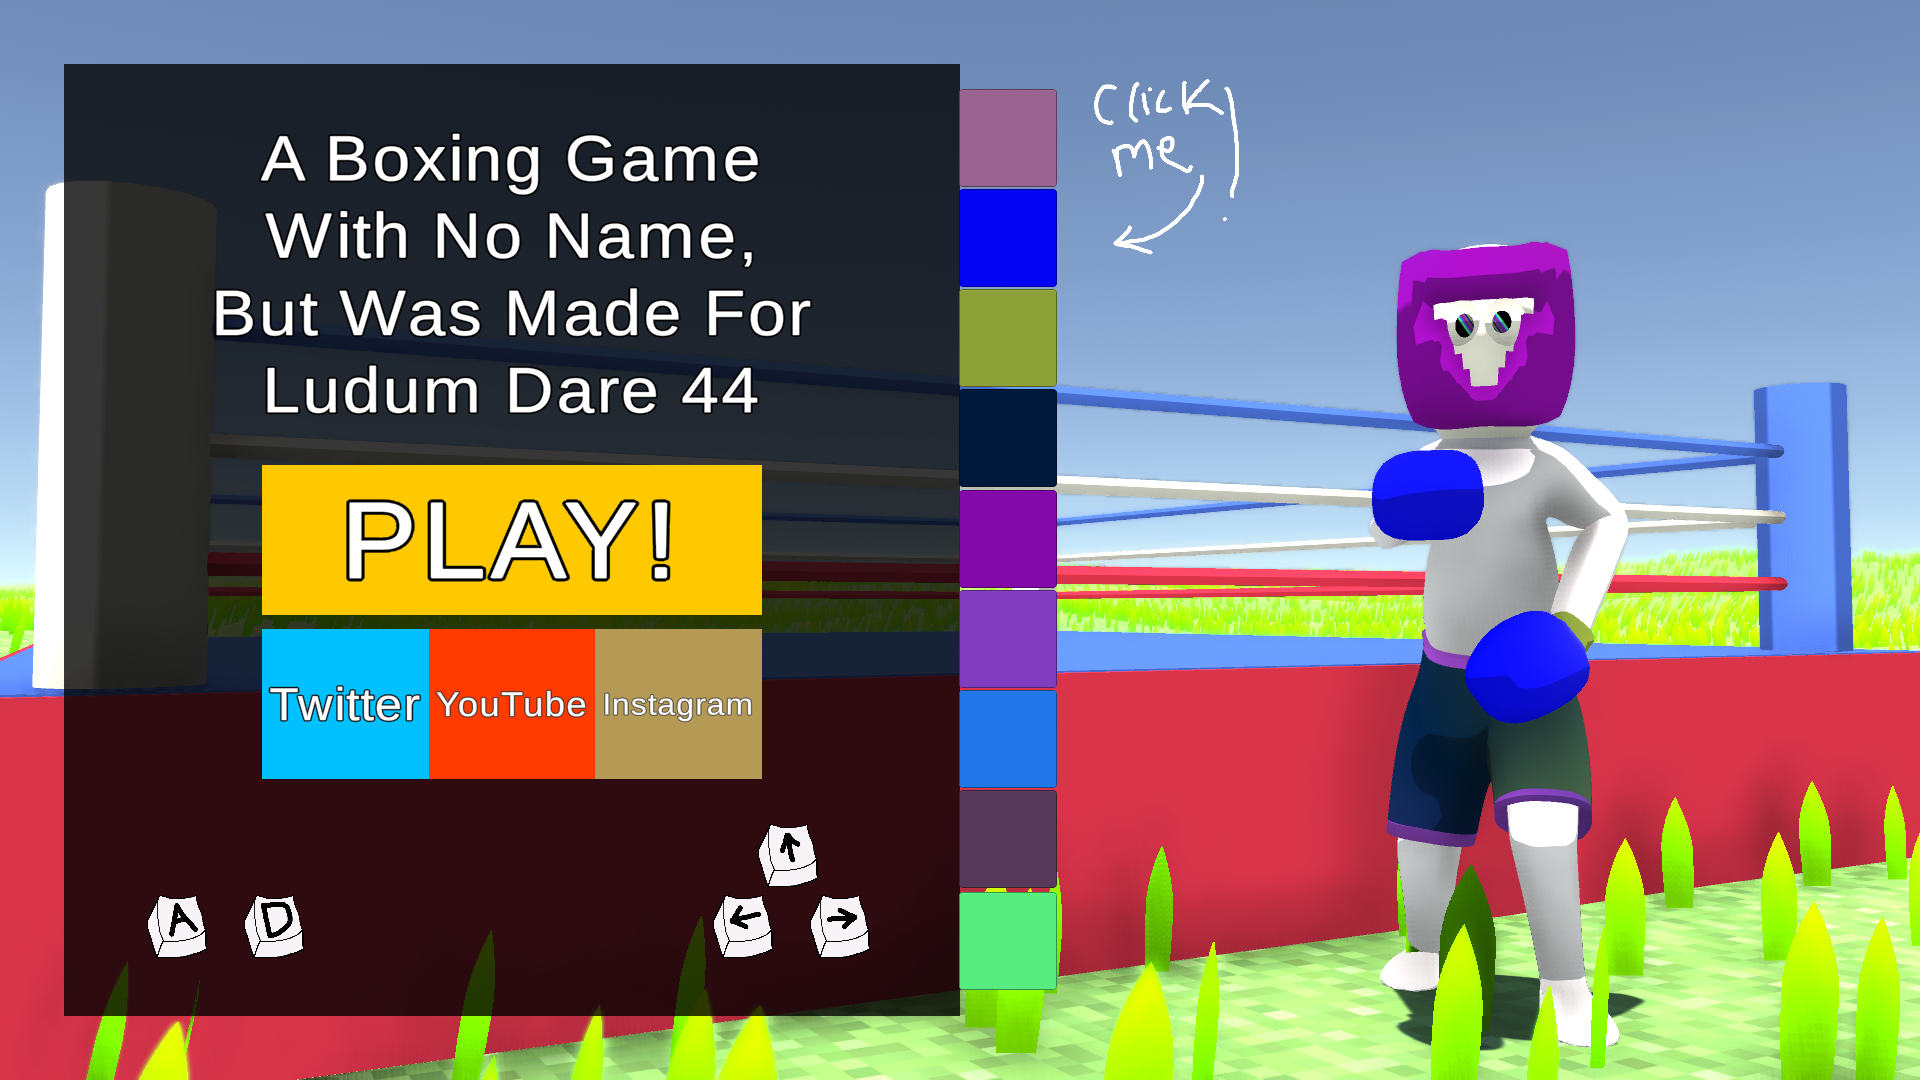 A Boxing Game
With No Name,
But Was Made For
Ludum Dare 44
PLAY!
Twitter YouTube Instagram
A D
Click
me!